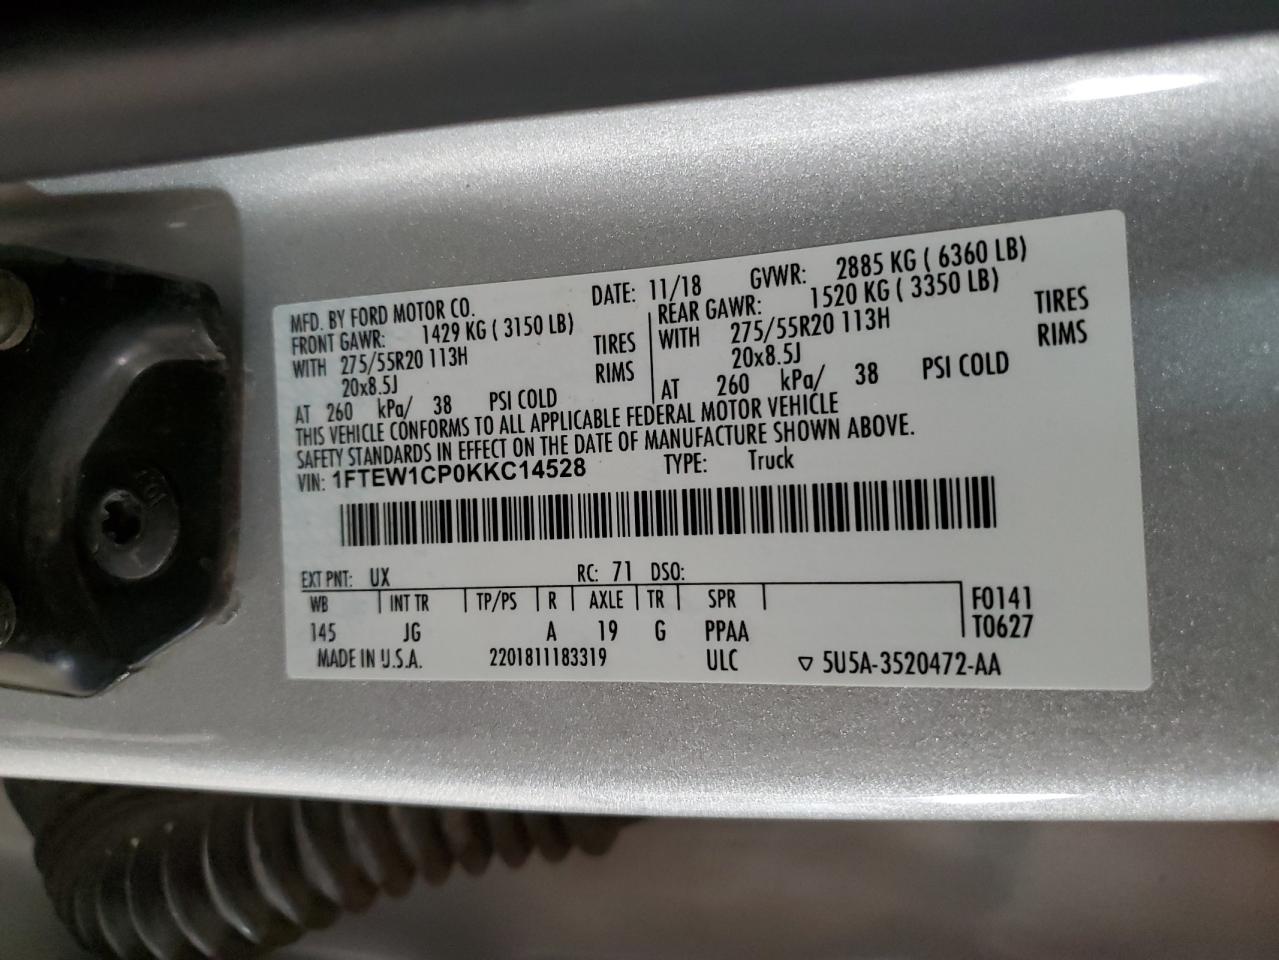 MFD. BY FORD MOTOR CO. DATE: 11/18 GVWR: 2885 KG ( 6360 LB)
FRONT GAWR: 1429 KG ( 3150 LB) REAR GAWR: 1520 KG ( 3350 LB)
WITH 275/55R20 113H TIRES WITH 275/55R20 113H TIRES
20x8.5J RIMS 20x8.5J RIMS
AT 260 kPa/ 38 PSI COLD AT 260 kPa/ 38 PSI COLD
THIS VEHICLE CONFORMS TO ALL APPLICABLE FEDERAL MOTOR VEHICLE
SAFETY STANDARDS IN EFFECT ON THE DATE OF MANUFACTURE SHOWN ABOVE.
VIN: 1FTEW1CP0KKC14528 TYPE: Truck
EXT PNT: UX RC: 71 DSO:
WB INT TR TP/PS R AXLE TR SPR F0141
145 JG A 19 G PPAA T0627
MADE IN U.S.A. 2201811183319 ULC ▽ 5U5A-3520472-AA